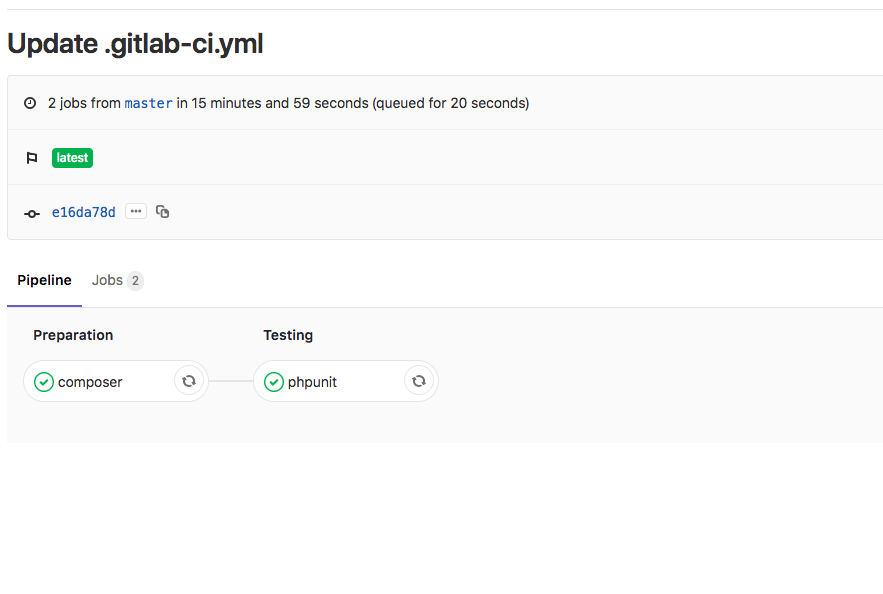 Update .gitlab-ci.yml
2 jobs from master in 15 minutes and 59 seconds (queued for 20 seconds)
latest
e16da78d ...
Pipeline Jobs 2
Preparation Testing
composer phpunit